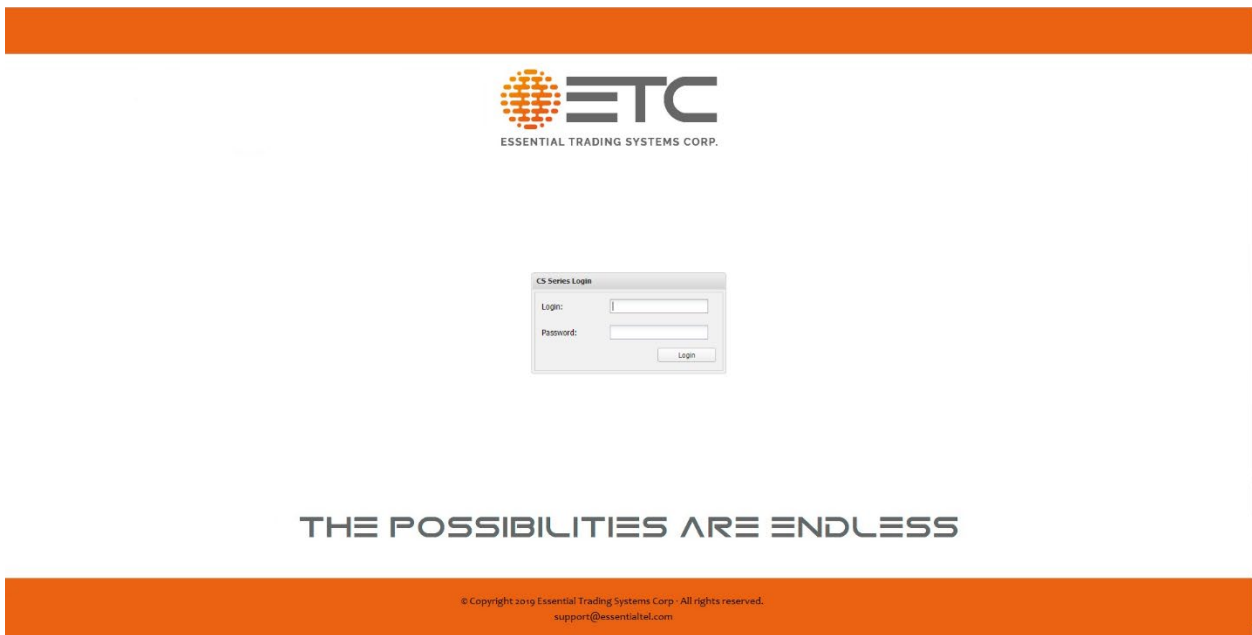 ETC
ESSENTIAL TRADING SYSTEMS CORP.
CS Series Login
Login:
Password:
Login
THE POSSIBILITIES ARE ENDLESS
© Copyright 2019 Essential Trading Systems Corp · All rights reserved.
support@essentialtel.com